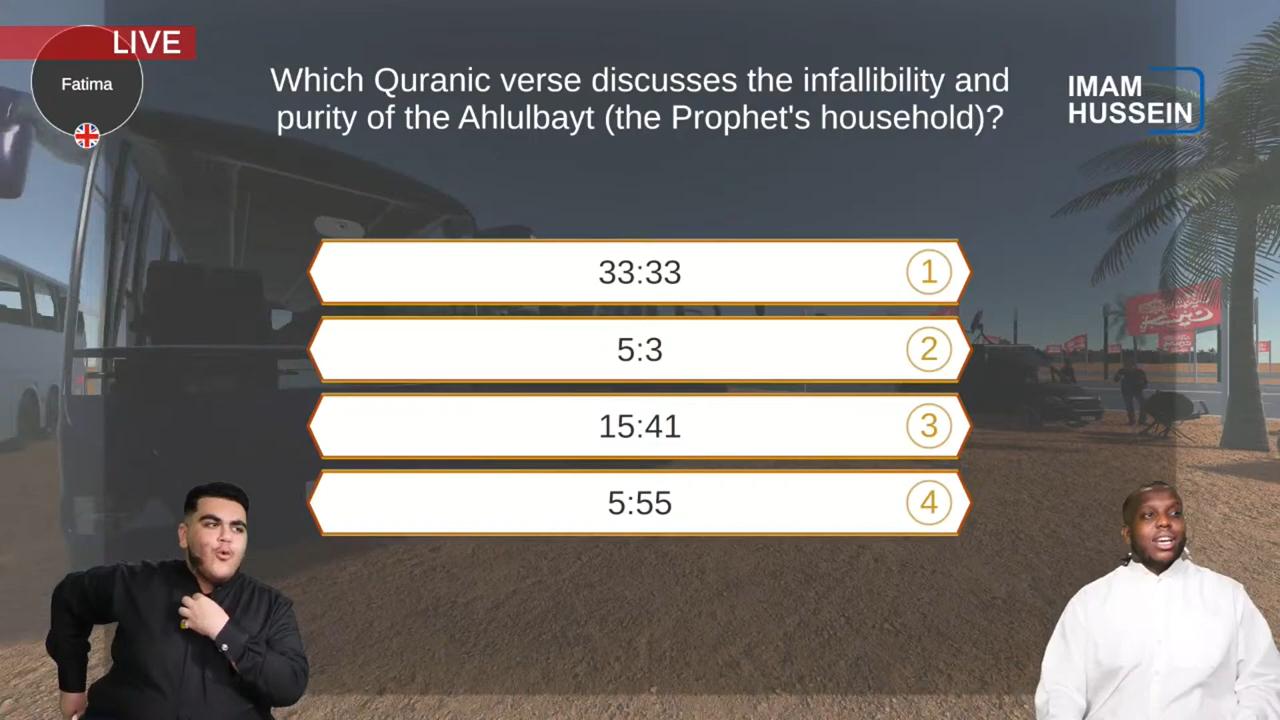 LIVE
Fatima
Which Quranic verse discusses the infallibility and
purity of the Ahlulbayt (the Prophet's household)?
IMAM
HUSSEIN
33:33 1
5:3 2
15:41 3
5:55 4